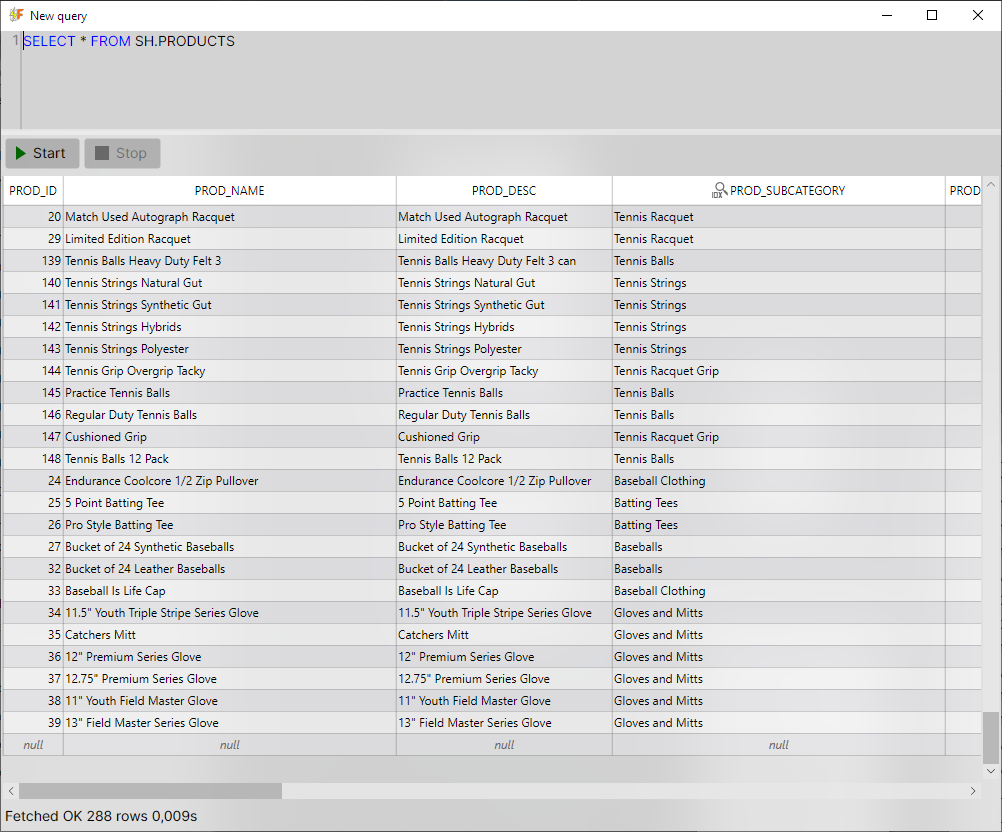 New query
1 SELECT * FROM SH.PRODUCTS
Start Stop
PROD_ID PROD_NAME PROD_DESC IDX PROD_SUBCATEGORY PROD
20 Match Used Autograph Racquet Match Used Autograph Racquet Tennis Racquet
29 Limited Edition Racquet Limited Edition Racquet Tennis Racquet
139 Tennis Balls Heavy Duty Felt 3 Tennis Balls Heavy Duty Felt 3 can Tennis Balls
140 Tennis Strings Natural Gut Tennis Strings Natural Gut Tennis Strings
141 Tennis Strings Synthetic Gut Tennis Strings Synthetic Gut Tennis Strings
142 Tennis Strings Hybrids Tennis Strings Hybrids Tennis Strings
143 Tennis Strings Polyester Tennis Strings Polyester Tennis Strings
144 Tennis Grip Overgrip Tacky Tennis Grip Overgrip Tacky Tennis Racquet Grip
145 Practice Tennis Balls Practice Tennis Balls Tennis Balls
146 Regular Duty Tennis Balls Regular Duty Tennis Balls Tennis Balls
147 Cushioned Grip Cushioned Grip Tennis Racquet Grip
148 Tennis Balls 12 Pack Tennis Balls 12 Pack Tennis Balls
24 Endurance Coolcore 1/2 Zip Pullover Endurance Coolcore 1/2 Zip Pullover Baseball Clothing
25 5 Point Batting Tee 5 Point Batting Tee Batting Tees
26 Pro Style Batting Tee Pro Style Batting Tee Batting Tees
27 Bucket of 24 Synthetic Baseballs Bucket of 24 Synthetic Baseballs Baseballs
32 Bucket of 24 Leather Baseballs Bucket of 24 Leather Baseballs Baseballs
33 Baseball Is Life Cap Baseball Is Life Cap Baseball Clothing
34 11.5" Youth Triple Stripe Series Glove 11.5" Youth Triple Stripe Series Glove Gloves and Mitts
35 Catchers Mitt Catchers Mitt Gloves and Mitts
36 12" Premium Series Glove 12" Premium Series Glove Gloves and Mitts
37 12.75" Premium Series Glove 12.75" Premium Series Glove Gloves and Mitts
38 11" Youth Field Master Glove 11" Youth Field Master Glove Gloves and Mitts
39 13" Field Master Series Glove 13" Field Master Series Glove Gloves and Mitts
null null null null
Fetched OK 288 rows 0,009s